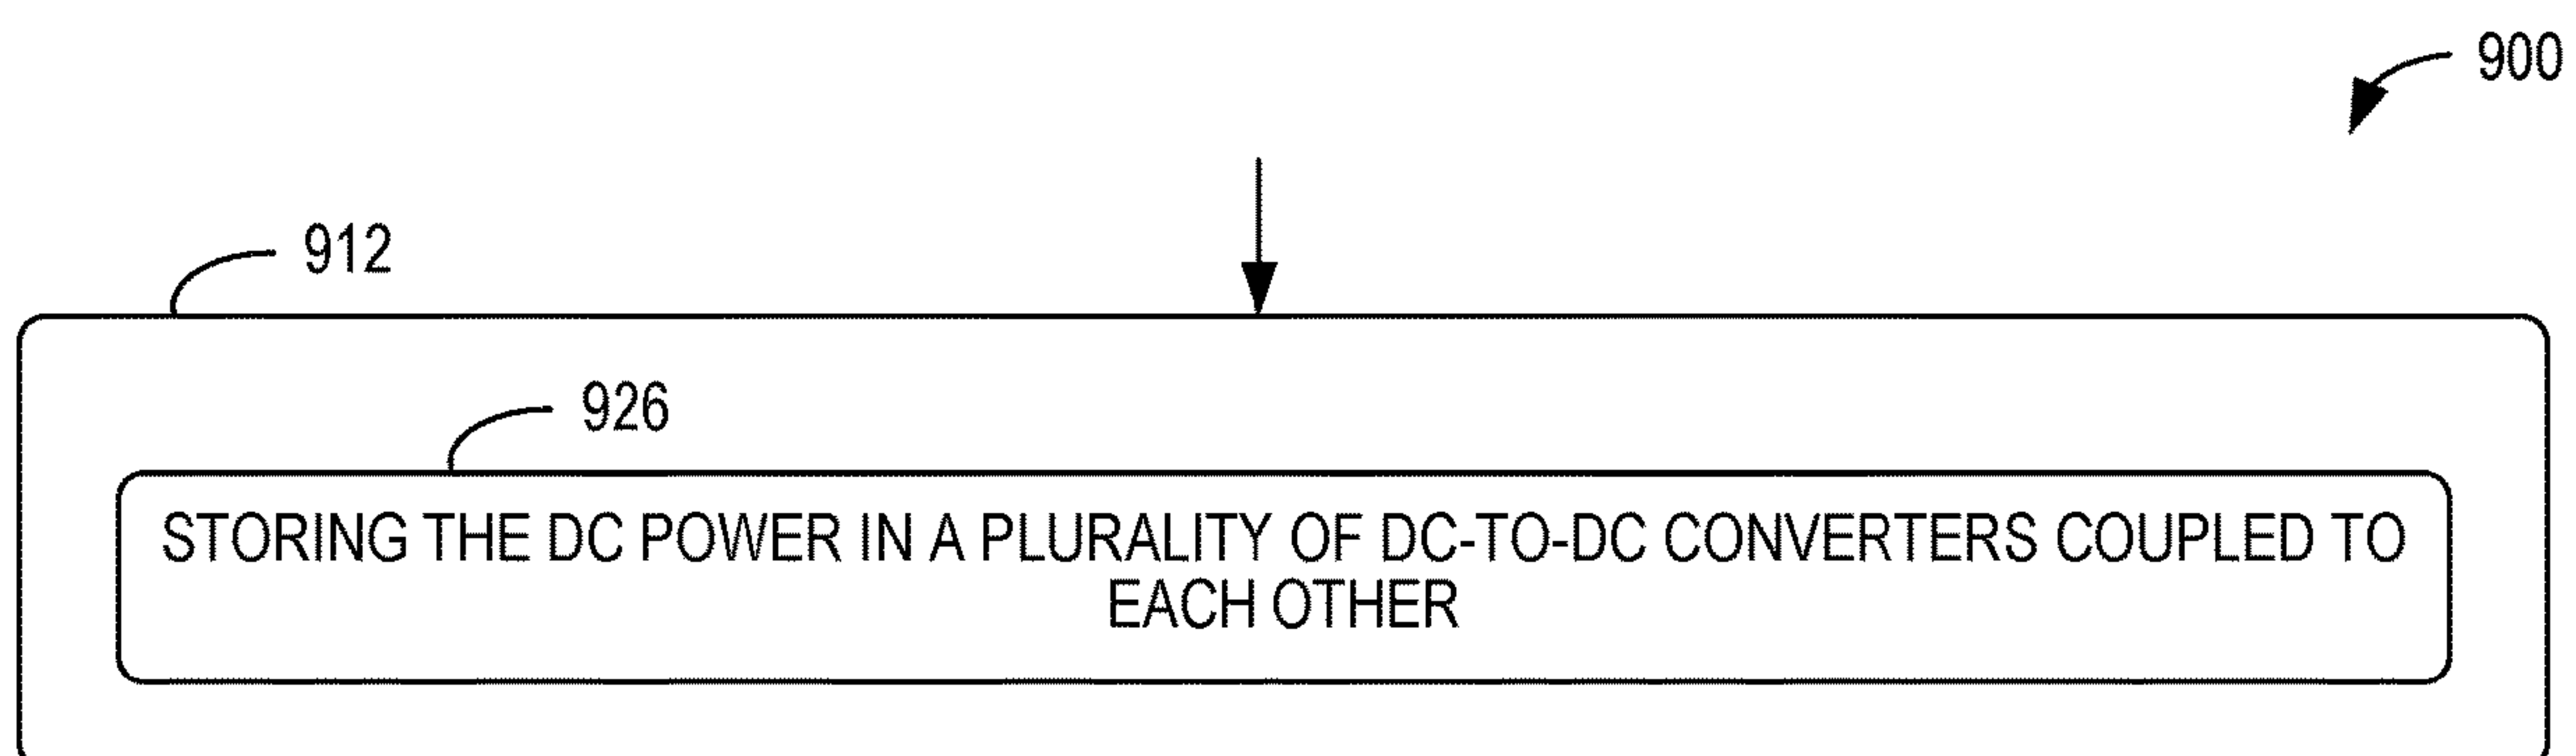 900
912
926
STORING THE DC POWER IN A PLURALITY OF DC-TO-DC CONVERTERS COUPLED TO
EACH OTHER